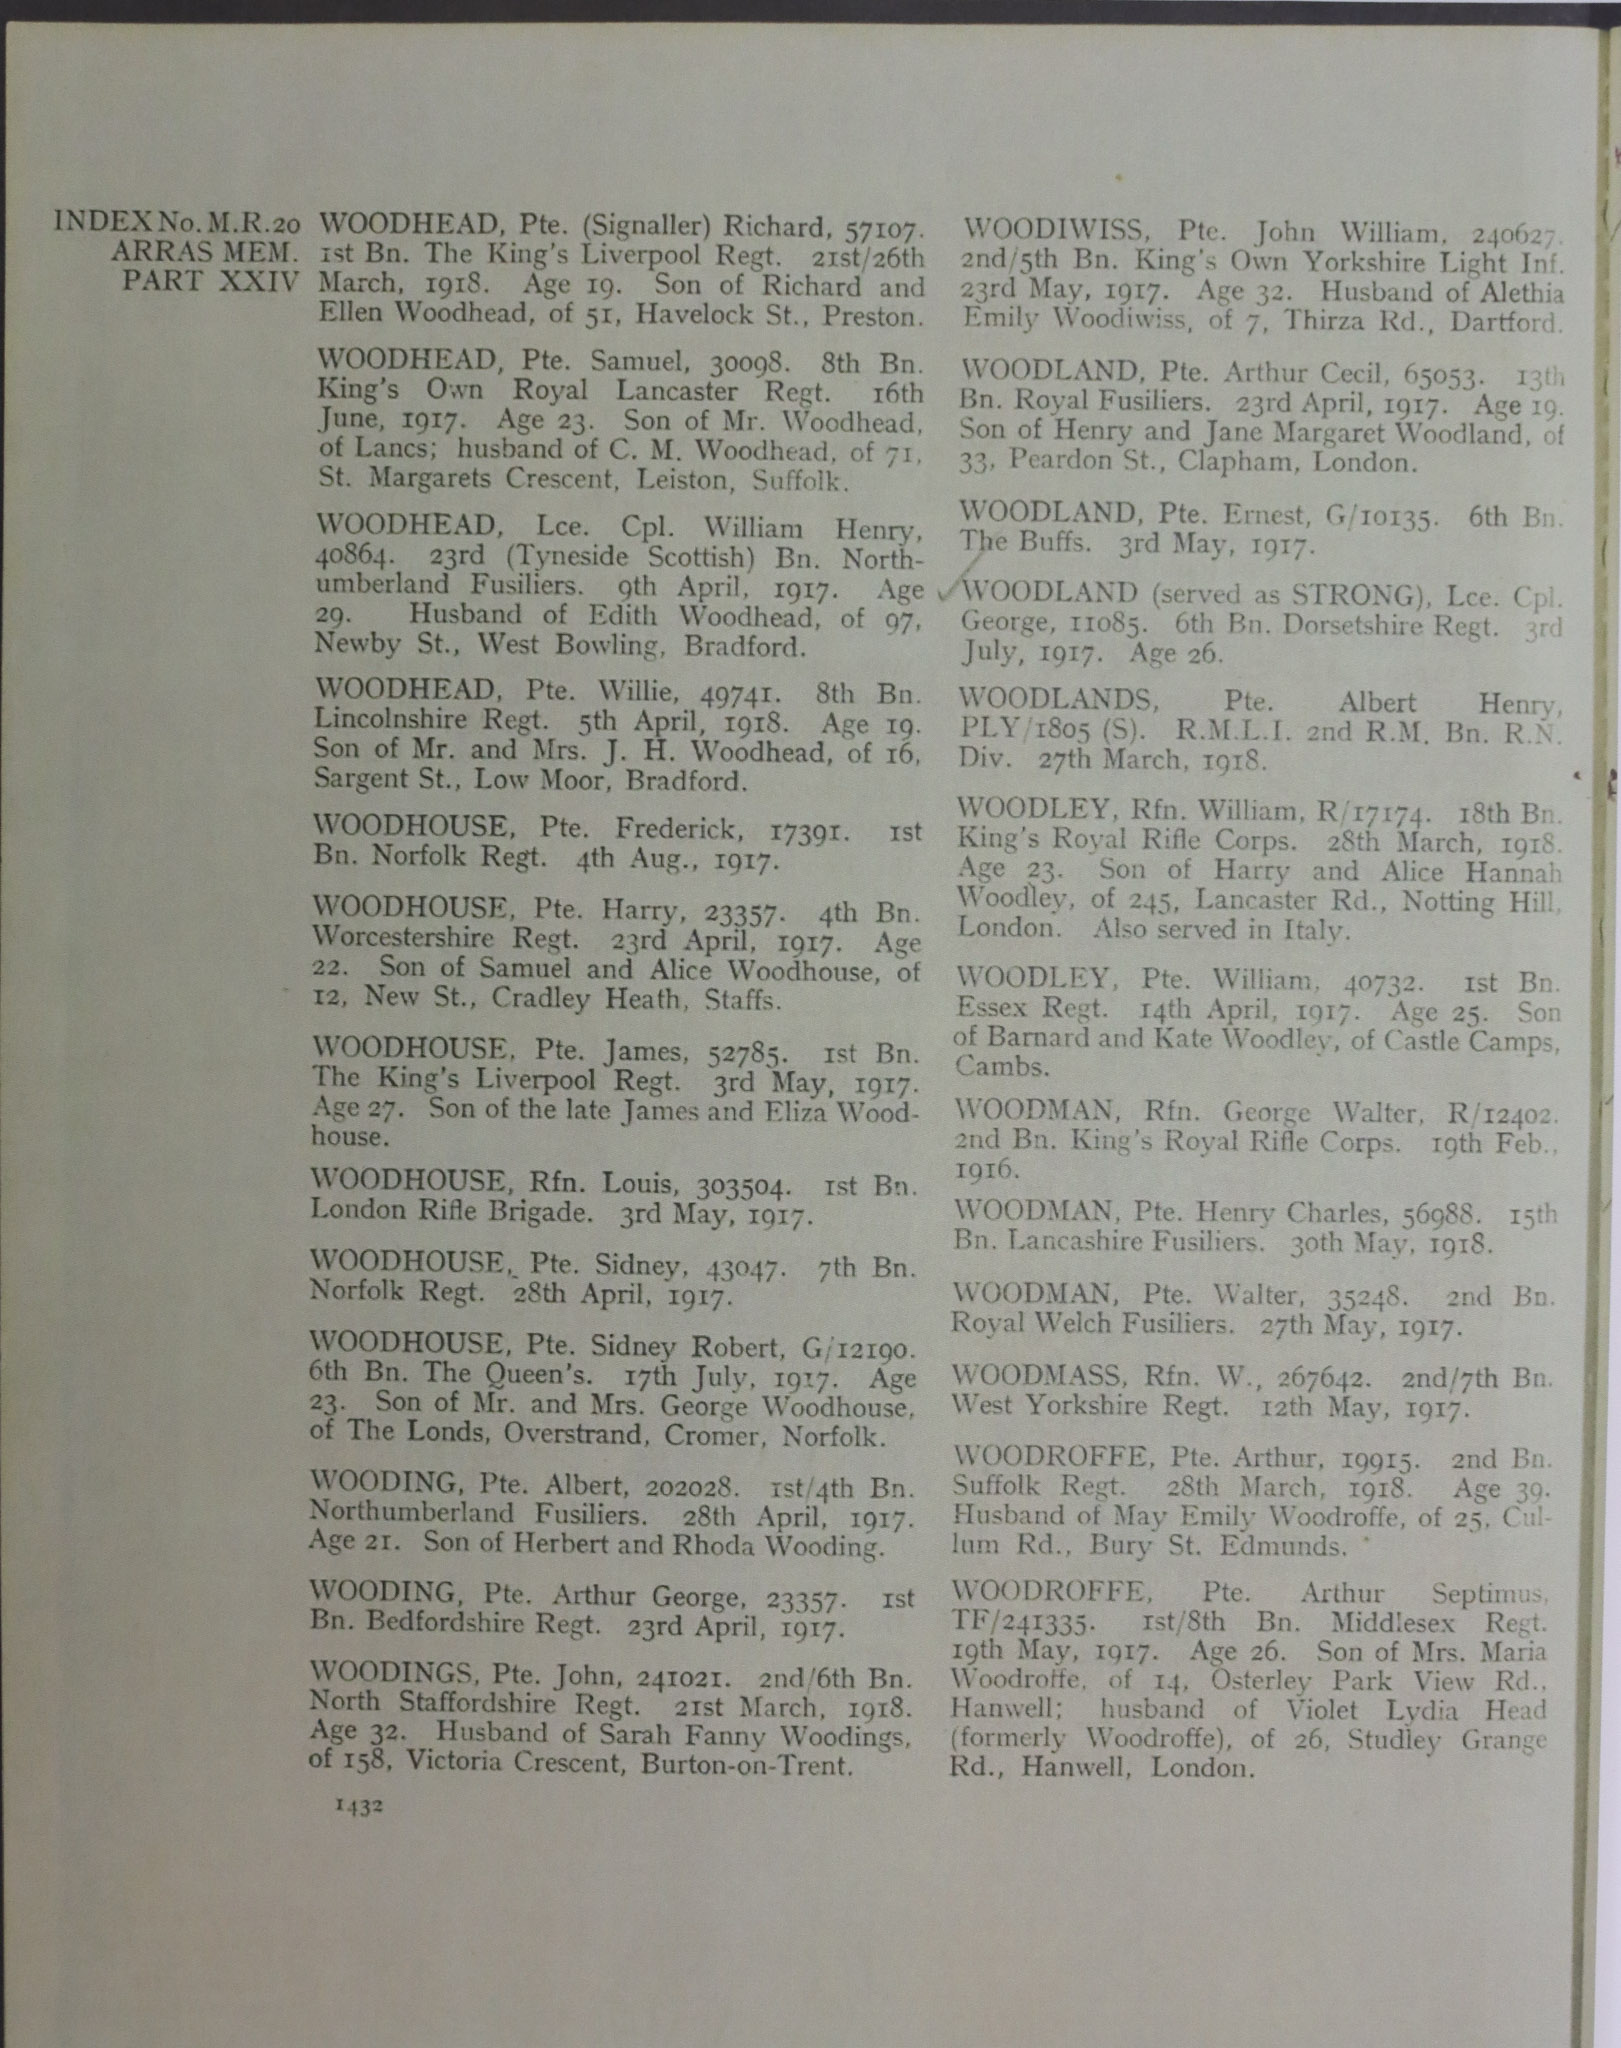 INDEX No. M.R.20
ARRAS MEM.
PART XXIV
WOODHEAD, Pte. (Signaller) Richard, 57107.
1st Bn. The King's Liverpool Regt. 21st/26th
March, 1918. Age 19. Son of Richard and
Ellen Woodhead, of 51, Havelock St., Preston.
WOODHEAD, Pte. Samuel, 30098. 8th Bn.
King's Own Royal Lancaster Regt. 16th
June, 1917. Age 23. Son of Mr. Woodhead,
of Lancs; husband of C. M. Woodhead, of 71,
St. Margarets Crescent, Leiston, Suffolk.
WOODHEAD, Lce. Cpl. William Henry,
40864. 23rd (Tyneside Scottish) Bn. North-
umberland Fusiliers. 9th April, 1917. Age
29. Husband of Edith Woodhead, of 97,
Newby St., West Bowling, Bradford.
WOODHEAD, Pte. Willie, 49741. 8th Bn.
Lincolnshire Regt. 5th April, 1918. Age 19.
Son of Mr. and Mrs. J. H. Woodhead, of 16,
Sargent St., Low Moor, Bradford.
WOODHOUSE, Pte. Frederick, 17391. 1st
Bn. Norfolk Regt. 4th Aug., 1917.
WOODHOUSE, Pte. Harry, 23357. 4th Bn.
Worcestershire Regt. 23rd April, 1917. Age
22. Son of Samuel and Alice Woodhouse, of
12, New St., Cradley Heath, Staffs.
WOODHOUSE, Pte. James, 52785. 1st Bn.
The King's Liverpool Regt. 3rd May, 1917.
Age 27. Son of the late James and Eliza Wood-
house.
WOODHOUSE, Rfn. Louis, 303504. 1st Bn.
London Rifle Brigade. 3rd May, 1917.
WOODHOUSE, Pte. Sidney, 43047. 7th Bn.
Norfolk Regt. 28th April, 1917.
WOODHOUSE, Pte. Sidney Robert, G/12190.
6th Bn. The Queen's. 17th July, 1917. Age
23. Son of Mr. and Mrs. George Woodhouse,
of The Londs, Overstrand, Cromer, Norfolk.
WOODING, Pte. Albert, 202028. 1st/4th Bn.
Northumberland Fusiliers. 28th April, 1917.
Age 21. Son of Herbert and Rhoda Wooding.
WOODING, Pte. Arthur George, 23357. 1st
Bn. Bedfordshire Regt. 23rd April, 1917.
WOODINGS, Pte. John, 241021. 2nd/6th Bn.
North Staffordshire Regt. 21st March, 1918.
Age 32. Husband of Sarah Fanny Woodings,
of 158, Victoria Crescent, Burton-on-Trent.
1432
WOODIWISS, Pte. John William, 240627.
2nd/5th Bn. King's Own Yorkshire Light Inf.
23rd May, 1917. Age 32. Husband of Alethia
Emily Woodiwiss, of 7, Thirza Rd., Dartford.
WOODLAND, Pte. Arthur Cecil, 65053. 13th
Bn. Royal Fusiliers. 23rd April, 1917. Age 19.
Son of Henry and Jane Margaret Woodland, of
33, Peardon St., Clapham, London.
WOODLAND, Pte. Ernest, G/10135. 6th Bn.
The Buffs. 3rd May, 1917.
WOODLAND (served as STRONG), Lce. Cpl.
George, 11085. 6th Bn. Dorsetshire Regt. 3rd
July, 1917. Age 26.
WOODLANDS, Pte. Albert Henry,
PLY/1805 (S). R.M.L.I. 2nd R.M. Bn. R.N.
Div. 27th March, 1918.
WOODLEY, Rfn. William, R/17174. 18th Bn.
King's Royal Rifle Corps. 28th March, 1918.
Age 23. Son of Harry and Alice Hannah
Woodley, of 245, Lancaster Rd., Notting Hill,
London. Also served in Italy.
WOODLEY, Pte. William, 40732. 1st Bn.
Essex Regt. 14th April, 1917. Age 25. Son
of Barnard and Kate Woodley, of Castle Camps,
Cambs.
WOODMAN, Rfn. George Walter, R/12402.
2nd Bn. King's Royal Rifle Corps. 19th Feb.,
1916.
WOODMAN, Pte. Henry Charles, 56988. 15th
Bn. Lancashire Fusiliers. 30th May, 1918.
WOODMAN, Pte. Walter, 35248. 2nd Bn.
Royal Welch Fusiliers. 27th May, 1917.
WOODMASS, Rfn. W., 267642. 2nd/7th Bn.
West Yorkshire Regt. 12th May, 1917.
WOODROFFE, Pte. Arthur, 19915. 2nd Bn.
Suffolk Regt. 28th March, 1918. Age 39.
Husband of May Emily Woodroffe, of 25, Cul-
lum Rd., Bury St. Edmunds.
WOODROFFE, Pte. Arthur Septimus,
TF/241335. 1st/8th Bn. Middlesex Regt.
19th May, 1917. Age 26. Son of Mrs. Maria
Woodroffe, of 14, Osterley Park View Rd.,
Hanwell; husband of Violet Lydia Head
(formerly Woodroffe), of 26, Studley Grange
Rd., Hanwell, London.